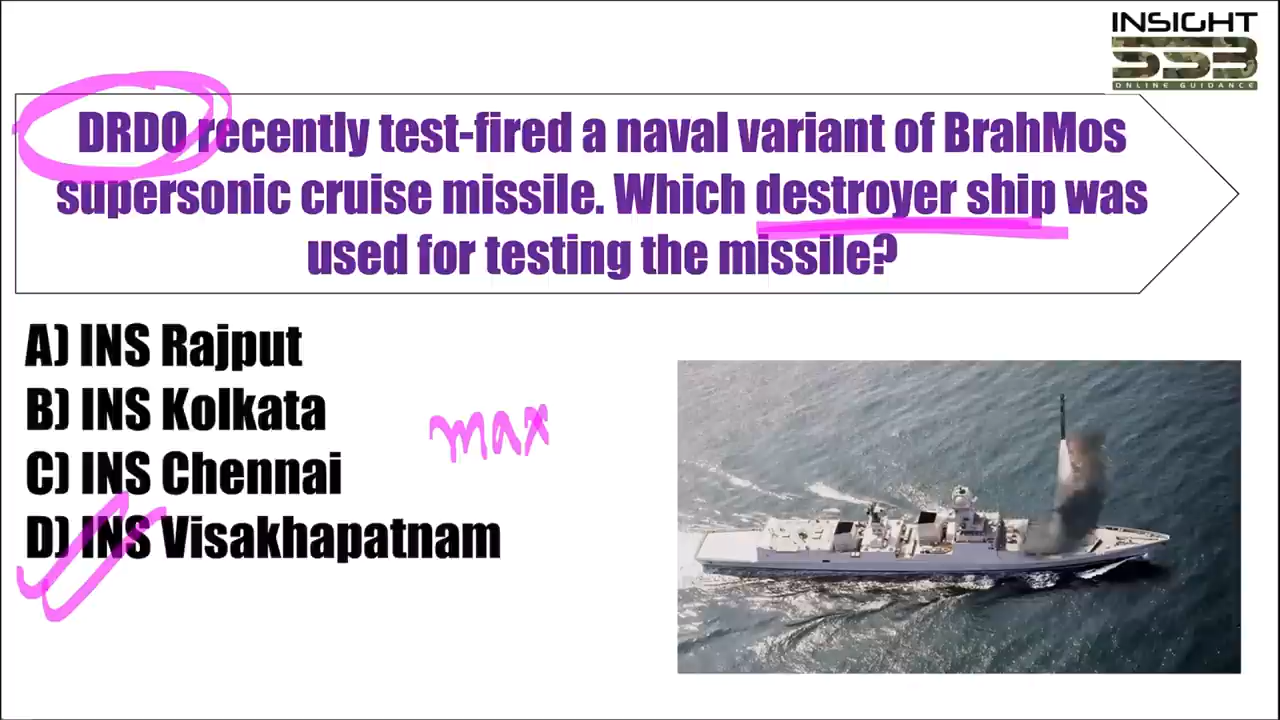 INSIGHT
SSB
ONLINE GUIDANCE
DRDO recently test-fired a naval variant of BrahMos
supersonic cruise missile. Which destroyer ship was
used for testing the missile?
A) INS Rajput
B) INS Kolkata
max
C) INS Chennai
D) INS Visakhapatnam